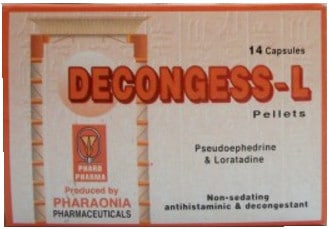 14 Capsules
DECONGESS-L
Pellets
Pseudoephedrine
& Loratadine
PHARO
PHARMA
Produced by
PHARAONIA
PHARMACEUTICALS
Non-sedating
antihistaminic & decongestant